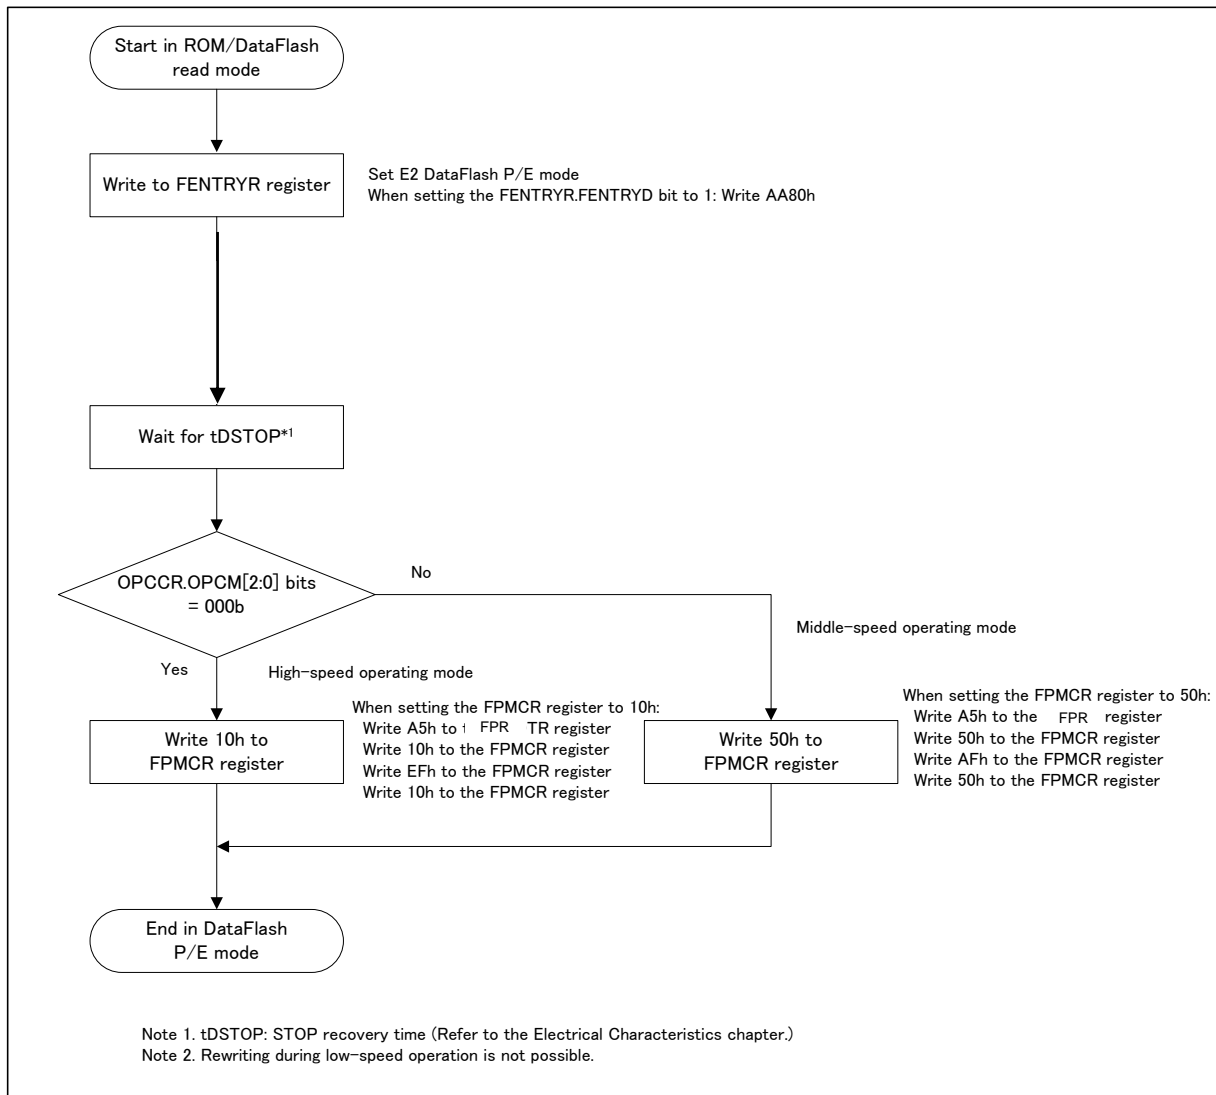 Start in ROM/DataFlash
read mode
Write to FENTRYR register
Set E2 DataFlash P/E mode
When setting the FENTRYR.FENTRYD bit to 1: Write AA80h
Wait for tDSTOP*1
OPCCR.OPCM[2:0] bits
= 000b
No
Middle-speed operating mode
Yes
High-speed operating mode
When setting the FPMCR register to 10h:
Write A5h to FPR TR register
Write 10h to the FPMCR register
Write EFh to the FPMCR register
Write 10h to the FPMCR register
Write 10h to
FPMCR register
Write 50h to
FPMCR register
When setting the FPMCR register to 50h:
Write A5h to the FPR register
Write 50h to the FPMCR register
Write AFh to the FPMCR register
Write 50h to the FPMCR register
End in DataFlash
P/E mode
Note 1. tDSTOP: STOP recovery time (Refer to the Electrical Characteristics chapter.)
Note 2. Rewriting during low-speed operation is not possible.